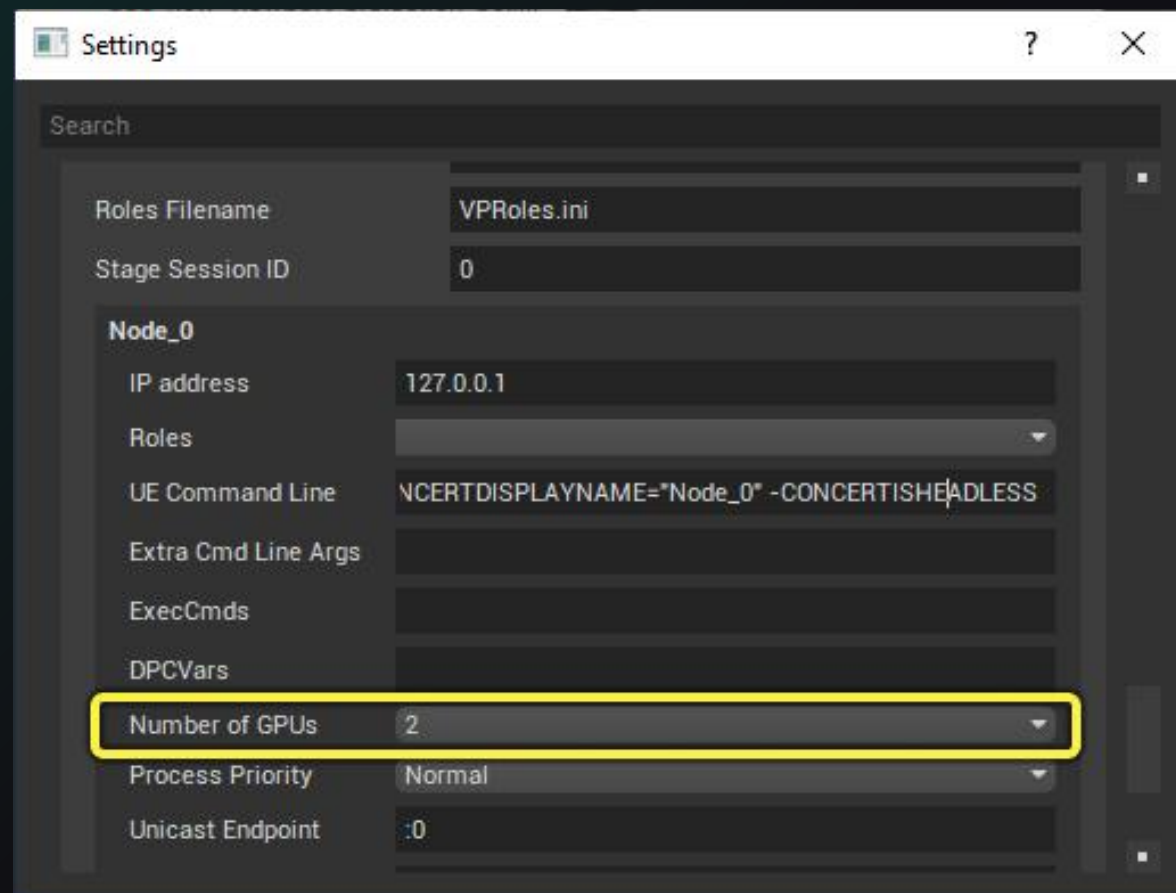 Settings ?
Search
Roles Filename VPRoles.ini
Stage Session ID 0
Node_0
IP address 127.0.0.1
Roles
UE Command Line NCERTDISPLAYNAME="Node_0" -CONCERTISHEADLESS
Extra Cmd Line Args
ExecCmds
DPCVars
Number of GPUs 2
Process Priority Normal
Unicast Endpoint :0